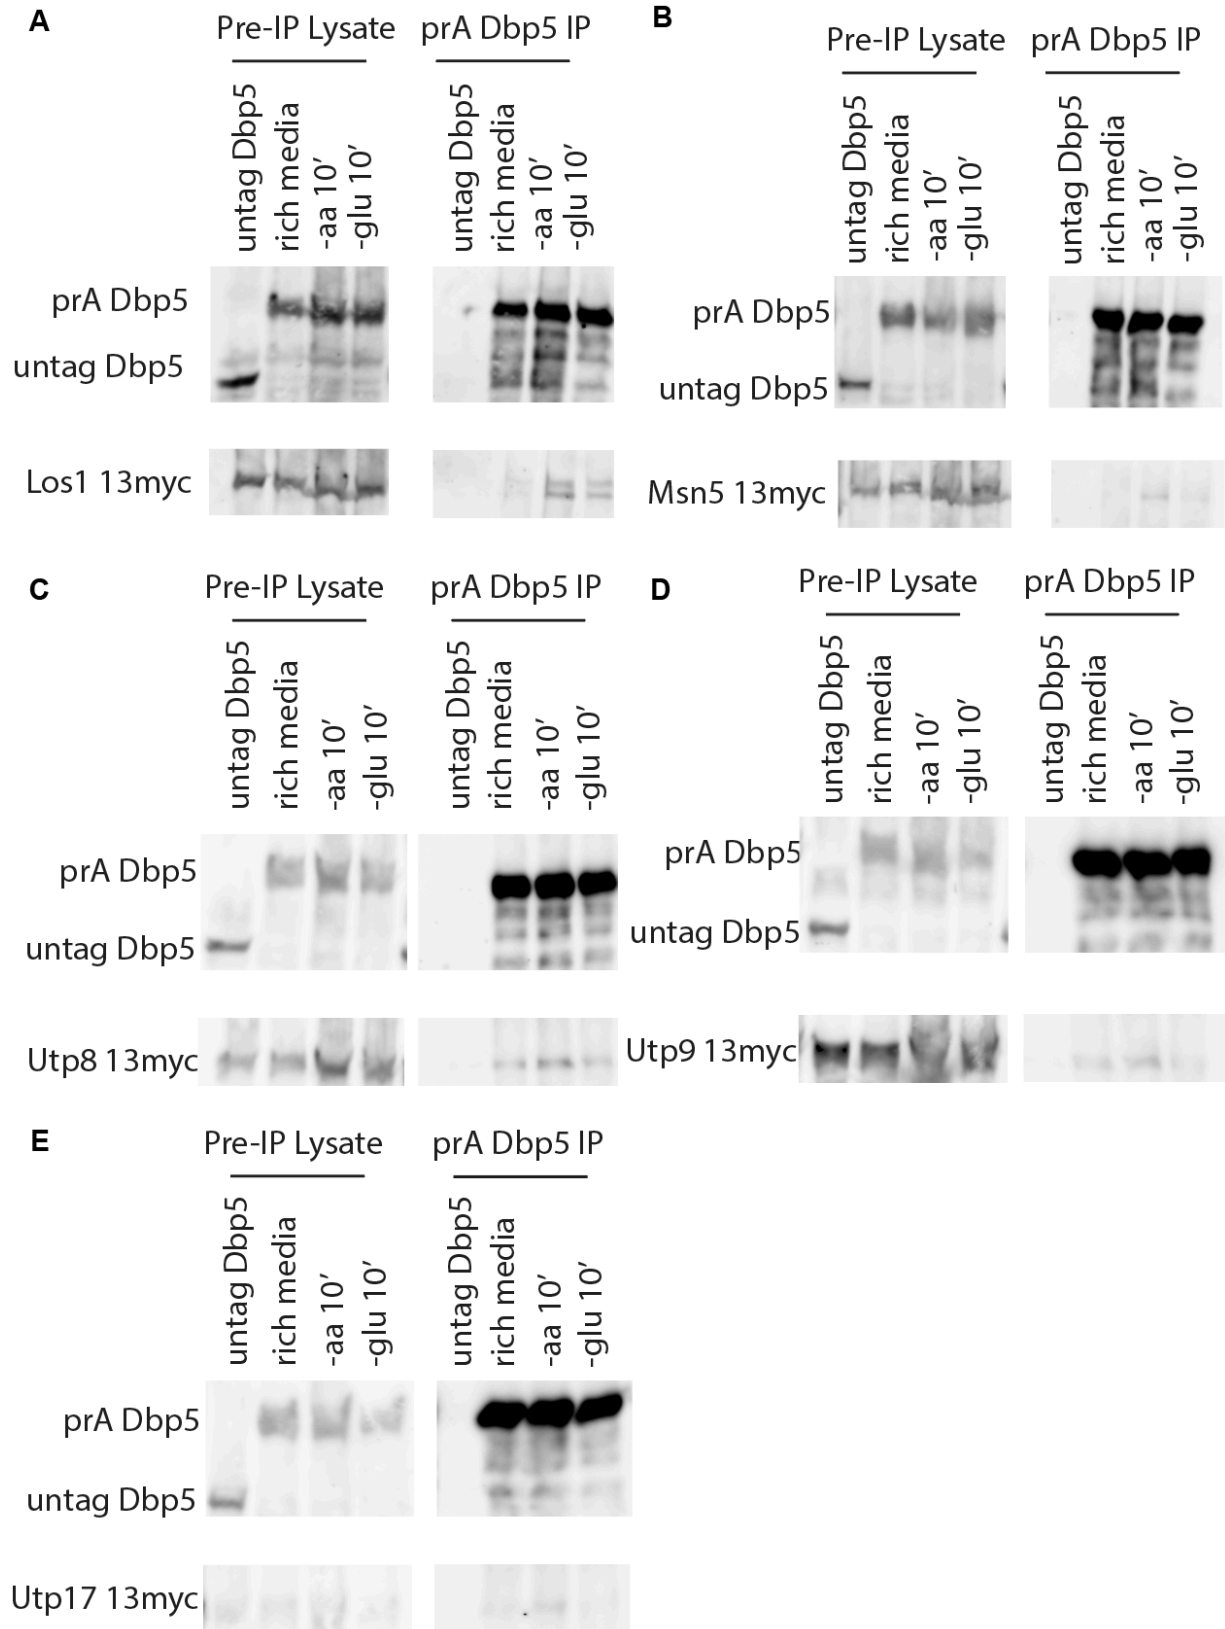 A
Pre-IP Lysate prA Dbp5 IP
untag Dbp5 rich media -aa 10′ -glu 10′ untag Dbp5 rich media -aa 10′ -glu 10′
prA Dbp5
untag Dbp5
Los1 13myc
B
Pre-IP Lysate prA Dbp5 IP
untag Dbp5 rich media -aa 10′ -glu 10′ untag Dbp5 rich media -aa 10′ -glu 10′
prA Dbp5
untag Dbp5
Msn5 13myc
C
Pre-IP Lysate prA Dbp5 IP
untag Dbp5 rich media -aa 10′ -glu 10′ untag Dbp5 rich media -aa 10′ -glu 10′
prA Dbp5
untag Dbp5
Utp8 13myc
D
Pre-IP Lysate prA Dbp5 IP
untag Dbp5 rich media -aa 10′ -glu 10′ untag Dbp5 rich media -aa 10′ -glu 10′
prA Dbp5
untag Dbp5
Utp9 13myc
E
Pre-IP Lysate prA Dbp5 IP
untag Dbp5 rich media -aa 10′ -glu 10′ untag Dbp5 rich media -aa 10′ -glu 10′
prA Dbp5
untag Dbp5
Utp17 13myc